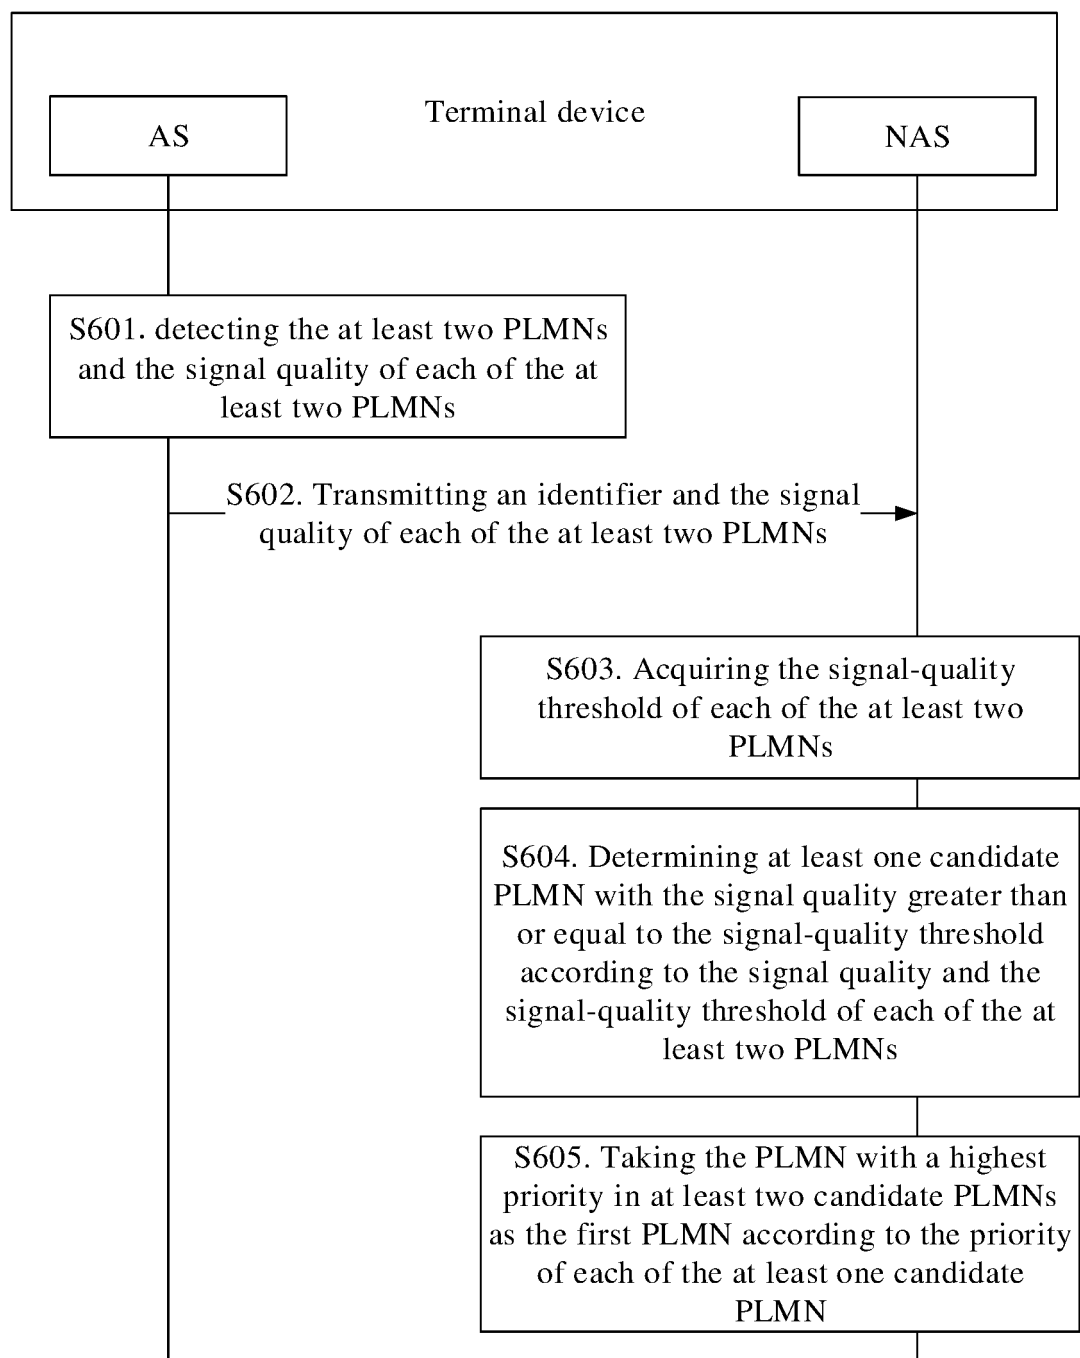 Terminal device
AS
NAS
S601. detecting the at least two PLMNs
and the signal quality of each of the at
least two PLMNs
S602. Transmitting an identifier and the signal
quality of each of the at least two PLMNs
S603. Acquiring the signal-quality
threshold of each of the at least two
PLMNs
S604. Determining at least one candidate
PLMN with the signal quality greater than
or equal to the signal-quality threshold
according to the signal quality and the
signal-quality threshold of each of the at
least two PLMNs
S605. Taking the PLMN with a highest
priority in at least two candidate PLMNs
as the first PLMN according to the priority
of each of the at least one candidate
PLMN